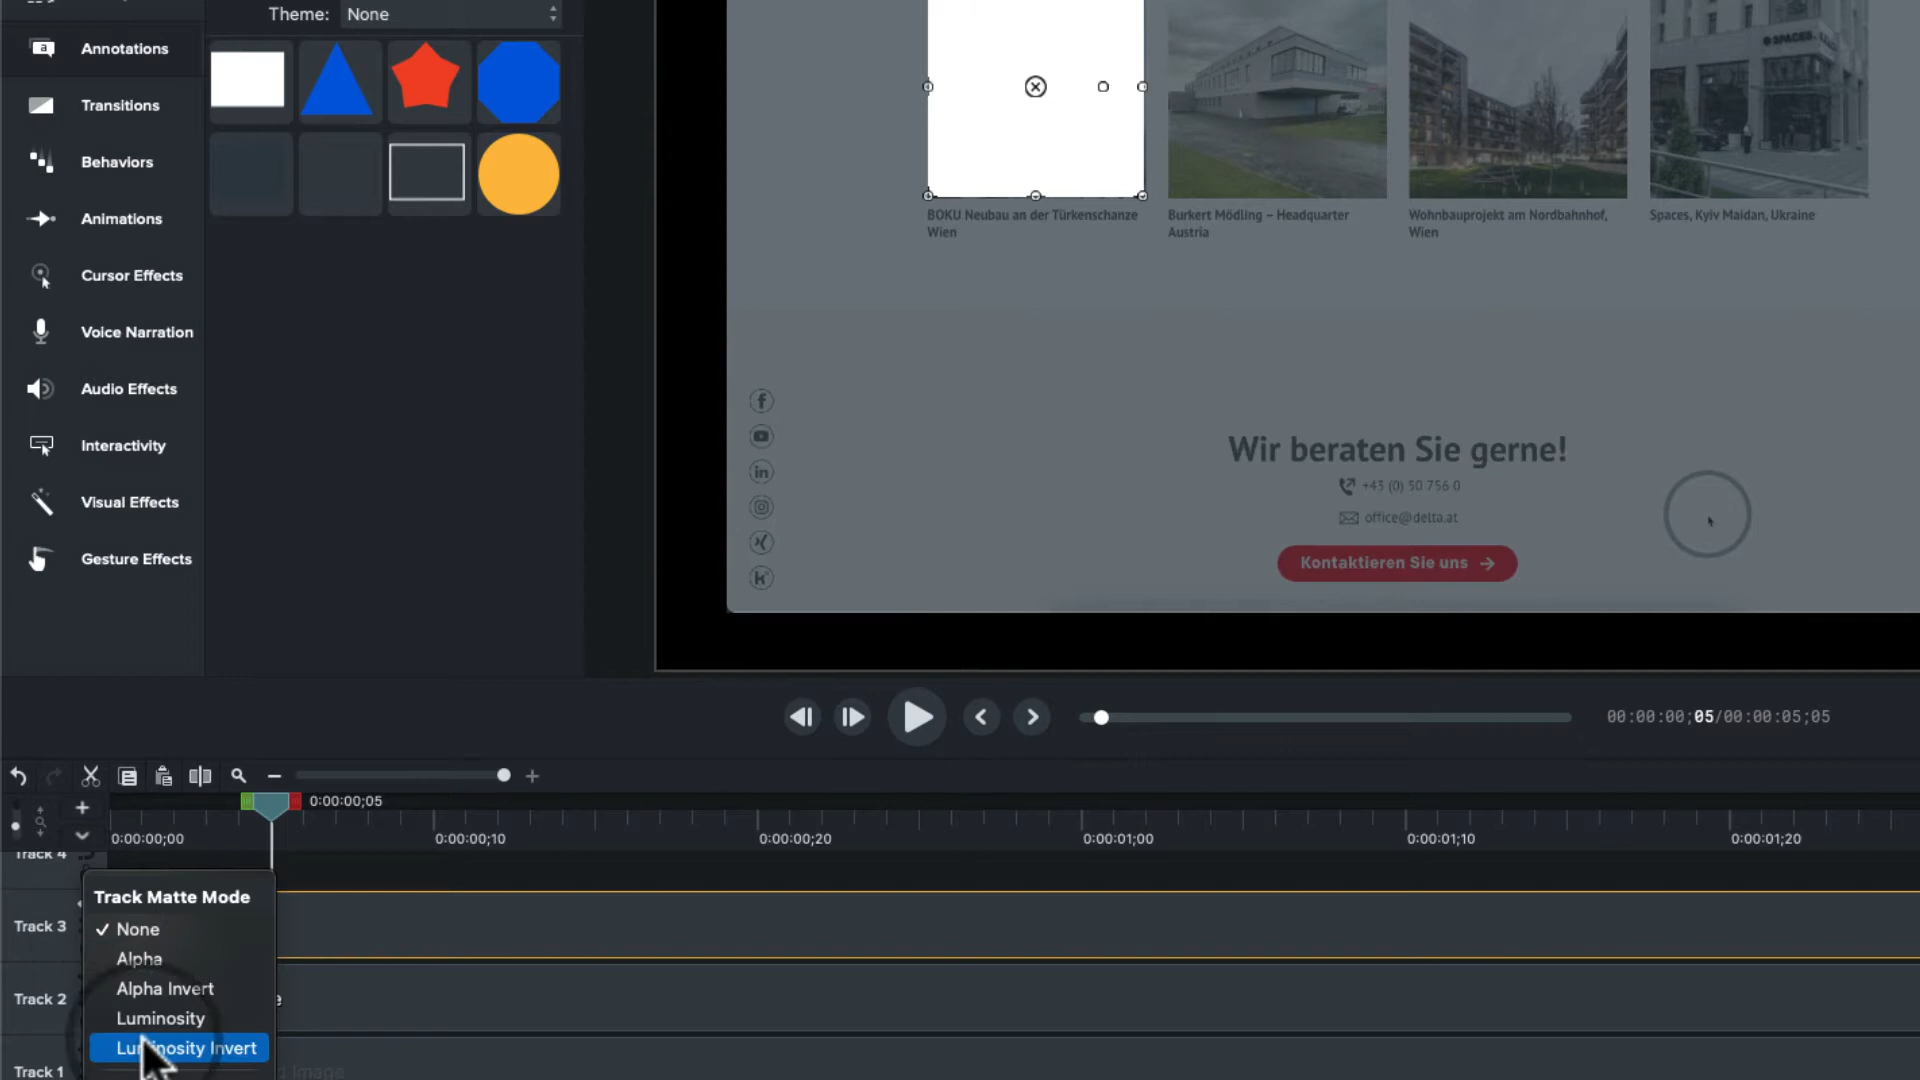 Theme: None
Annotations
Transitions
Behaviors
Animations
Cursor Effects
Voice Narration
Audio Effects
Interactivity
Visual Effects
Gesture Effects
BOKU Neubau an der Türkenschanze
Wien
Burkert Mödling – Headquarter
Austria
Wohnbauprojekt am Nordbahnhof,
Wien
Spaces, Kyiv Maidan, Ukraine
Wir beraten Sie gerne!
+43 (0) 50 756 0
office@delta.at
Kontaktieren Sie uns
00:00:00;05/00:00:05;05
0:00:00;05
0:00:00;00
0:00:00;10
0:00:00;20
0:00:01;00
0:00:01;10
0:00:01;20
Track 4
Track 3
Track 2
Track 1
Track Matte Mode
None
Alpha
Alpha Invert
Luminosity
Luminosity Invert